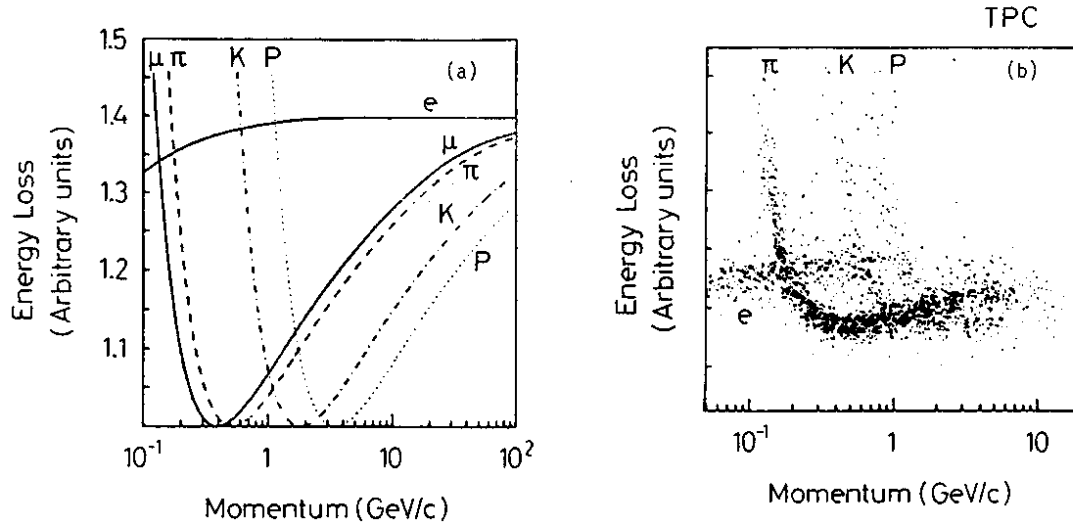 TPC
1.5
μ π K P (a)
1.4
e
μ
π
1.3
K
1.2
P
1.1
Energy Loss
(Arbitrary units)
10⁻¹ 1 10 10²
Momentum (GeV/c)
π K P (b)
e
Energy Loss
(Arbitrary units)
10⁻¹ 1 10
Momentum (GeV/c)